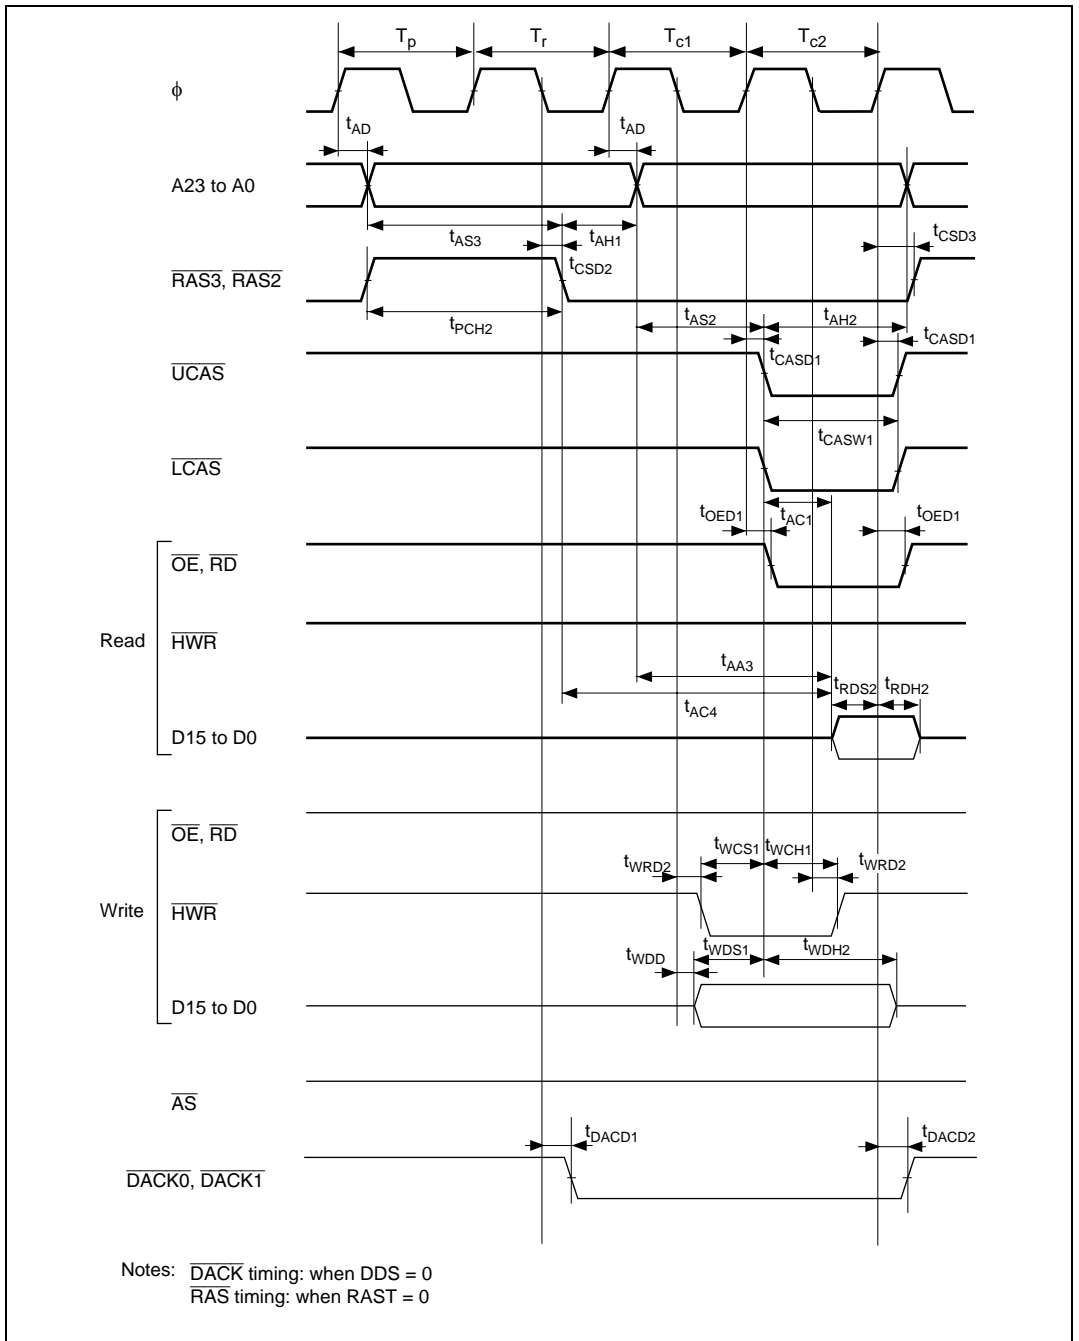 Tp Tr Tc1 Tc2
φ
tAD tAD
A23 to A0
tAS3 tAH1 tCSD3
tCSD2
RAS3, RAS2
tAS2 tAH2
tPCH2
tCASD1 tCASD1
UCAS
tCASW1
LCAS
tOED1 tAC1 tOED1
OE, RD
Read
HWR
tAA3
tRDS2 tRDH2
tAC4
D15 to D0
OE, RD
tWCS1 tWCH1
tWRD2 tWRD2
Write
HWR
tWDS1 tWDH2
tWDD
D15 to D0
AS
tDACD1 tDACD2
DACK0, DACK1
Notes: DACK timing: when DDS = 0
RAS timing: when RAST = 0